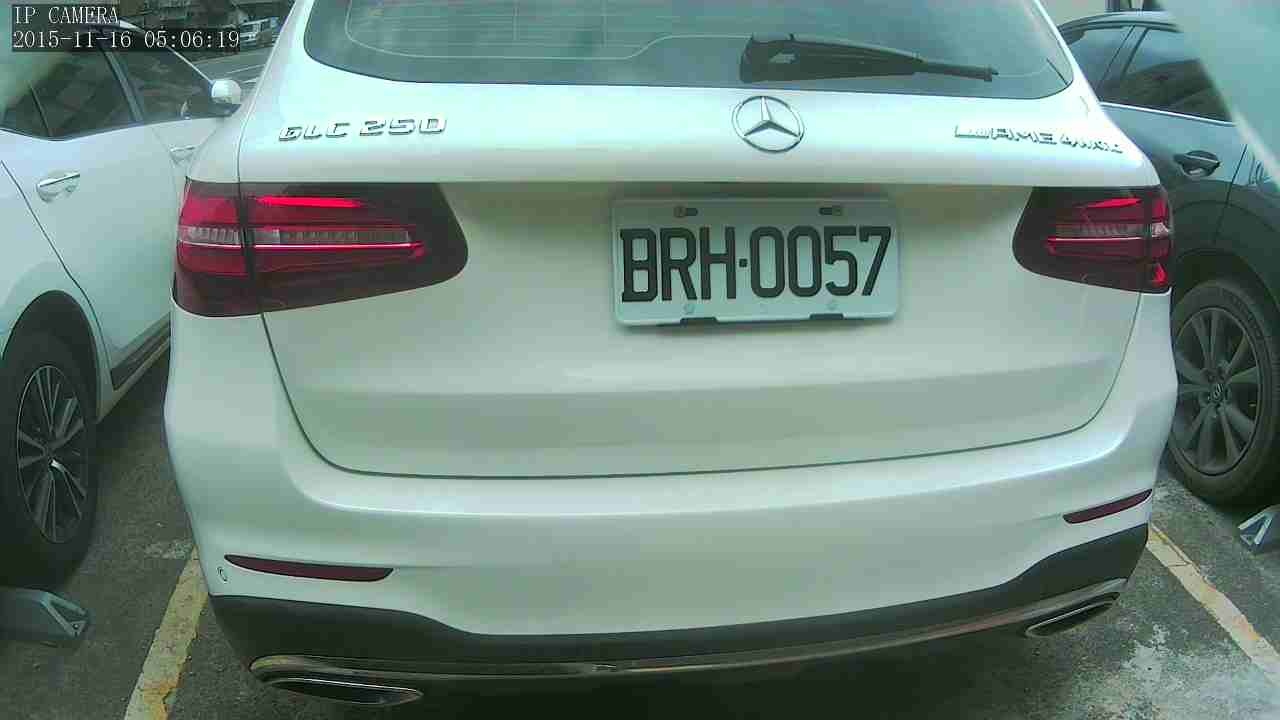 IP CAMERA
2015-11-16 05:06:19
GLC 250
BRH·0057